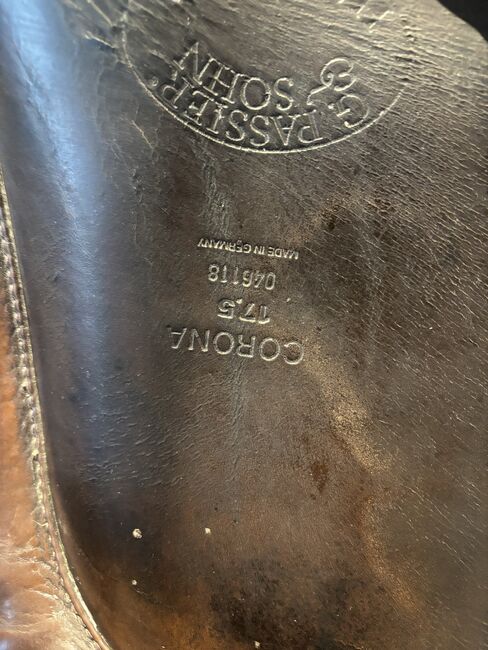 G. PASSIER®
& SOHN
MADE IN GERMANY
046118
17,5
CORONA